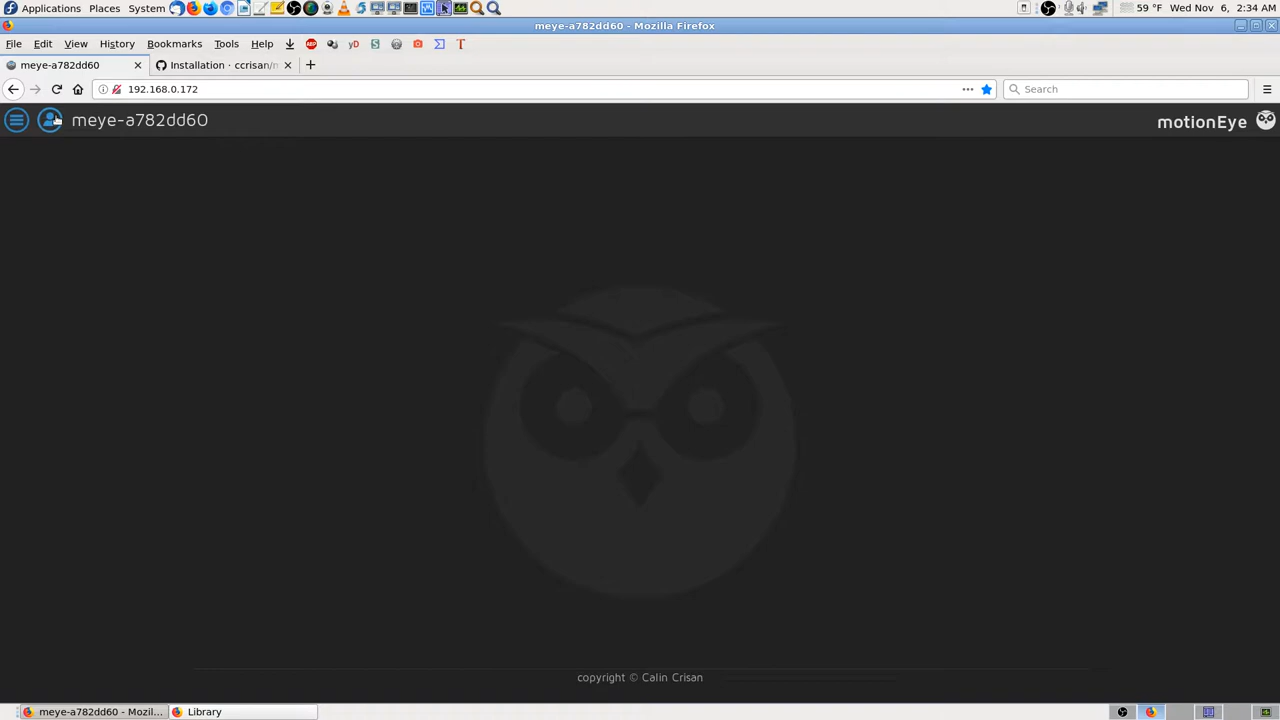 Applications Places System 59 °F Wed Nov 6, 2:34 AM
meye-a782dd60 - Mozilla Firefox
File Edit View History Bookmarks Tools Help ABP yD S Σ T
meye-a782dd60 Installation · ccrisan/
192.168.0.172 Search
meye-a782dd60 motionEye
copyright © Calin Crisan
meye-a782dd60 - Mozil... Library